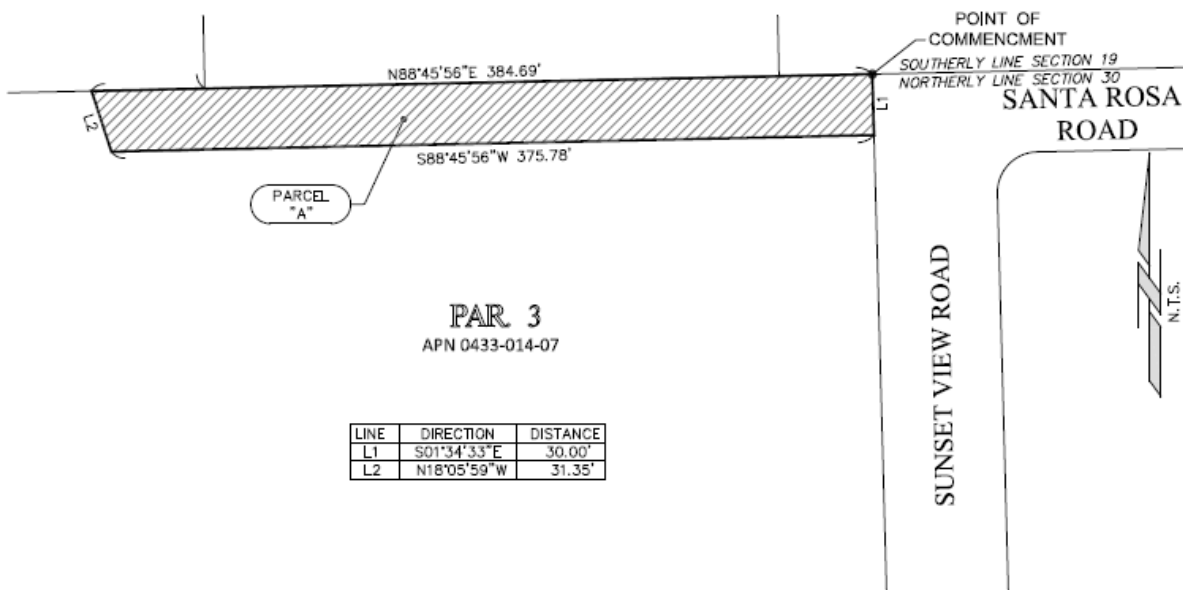 POINT OF
COMMENCMENT
N88°45'56"E 384.69'
SOUTHERLY LINE SECTION 19
NORTHERLY LINE SECTION 30
SANTA ROSA
ROAD
L1
L2
S88°45'56"W 375.78'
PARCEL
"A"
PAR. 3
APN 0433-014-07
SUNSET VIEW ROAD
N.T.S.
LINE DIRECTION DISTANCE
L1 S01°34'33"E 30.00'
L2 N18°05'59"W 31.35'